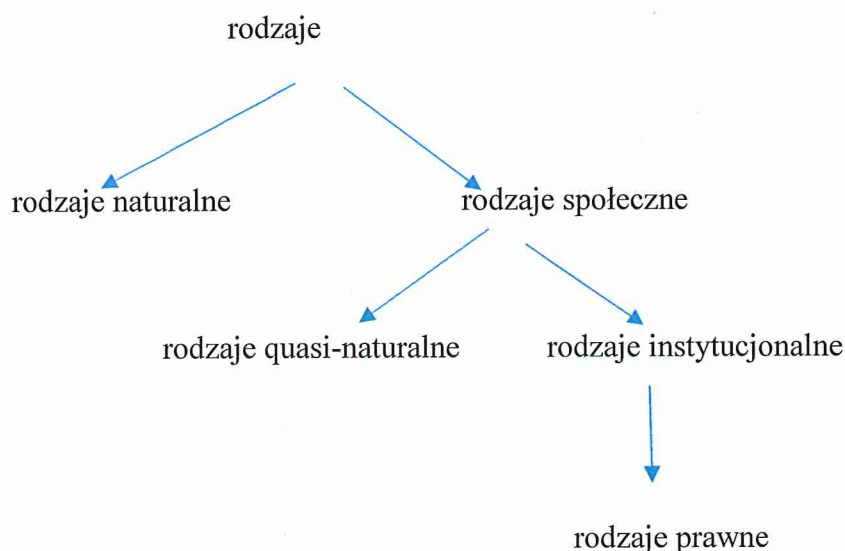 rodzaje
rodzaje naturalne
rodzaje społeczne
rodzaje quasi-naturalne
rodzaje instytucjonalne
rodzaje prawne